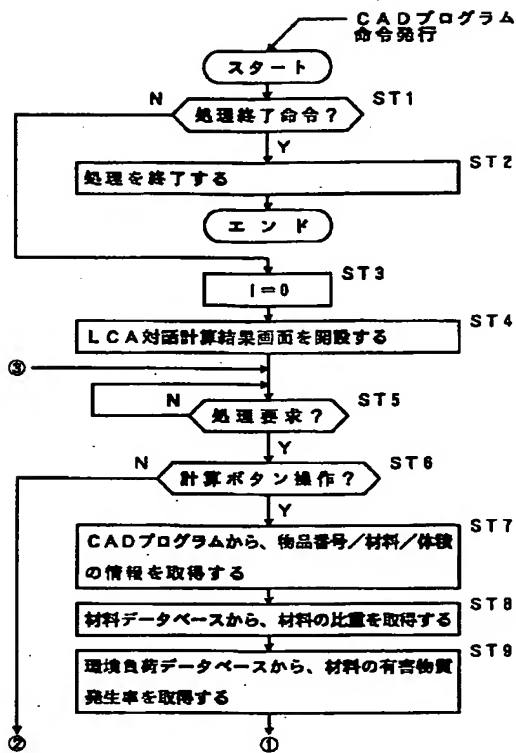 CADプログラム
命令発行
スタート
N
処理終了命令?
ST1
Y
ST2
処理を終了する
エンド
ST3
I=0
ST4
LCA対話計算結果画面を開設する
③
N
処理要求?
ST5
Y
N
計算ボタン操作?
ST6
Y
ST7
CADプログラムから、物品番号/材料/体積
の情報を取得する
ST8
材料データベースから、材料の比重を取得する
ST9
環境負荷データベースから、材料の有害物質
発生率を取得する
②
①